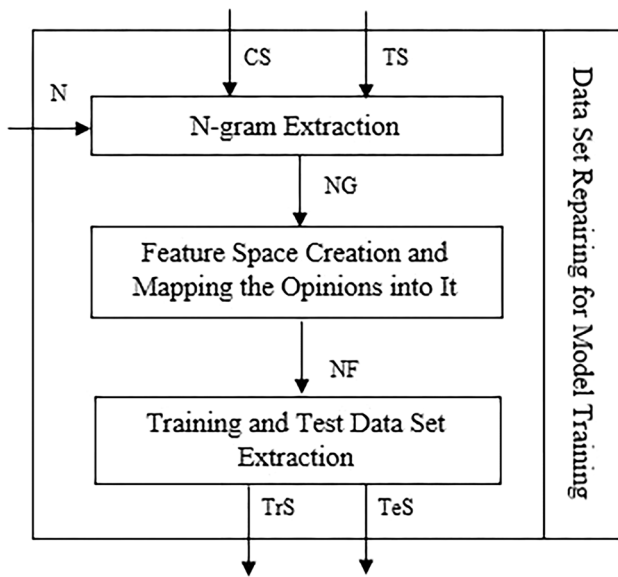 CS
TS
N
N-gram Extraction
NG
Feature Space Creation and
Mapping the Opinions into It
NF
Training and Test Data Set
Extraction
TrS
TeS
Data Set Repairing for Model Training